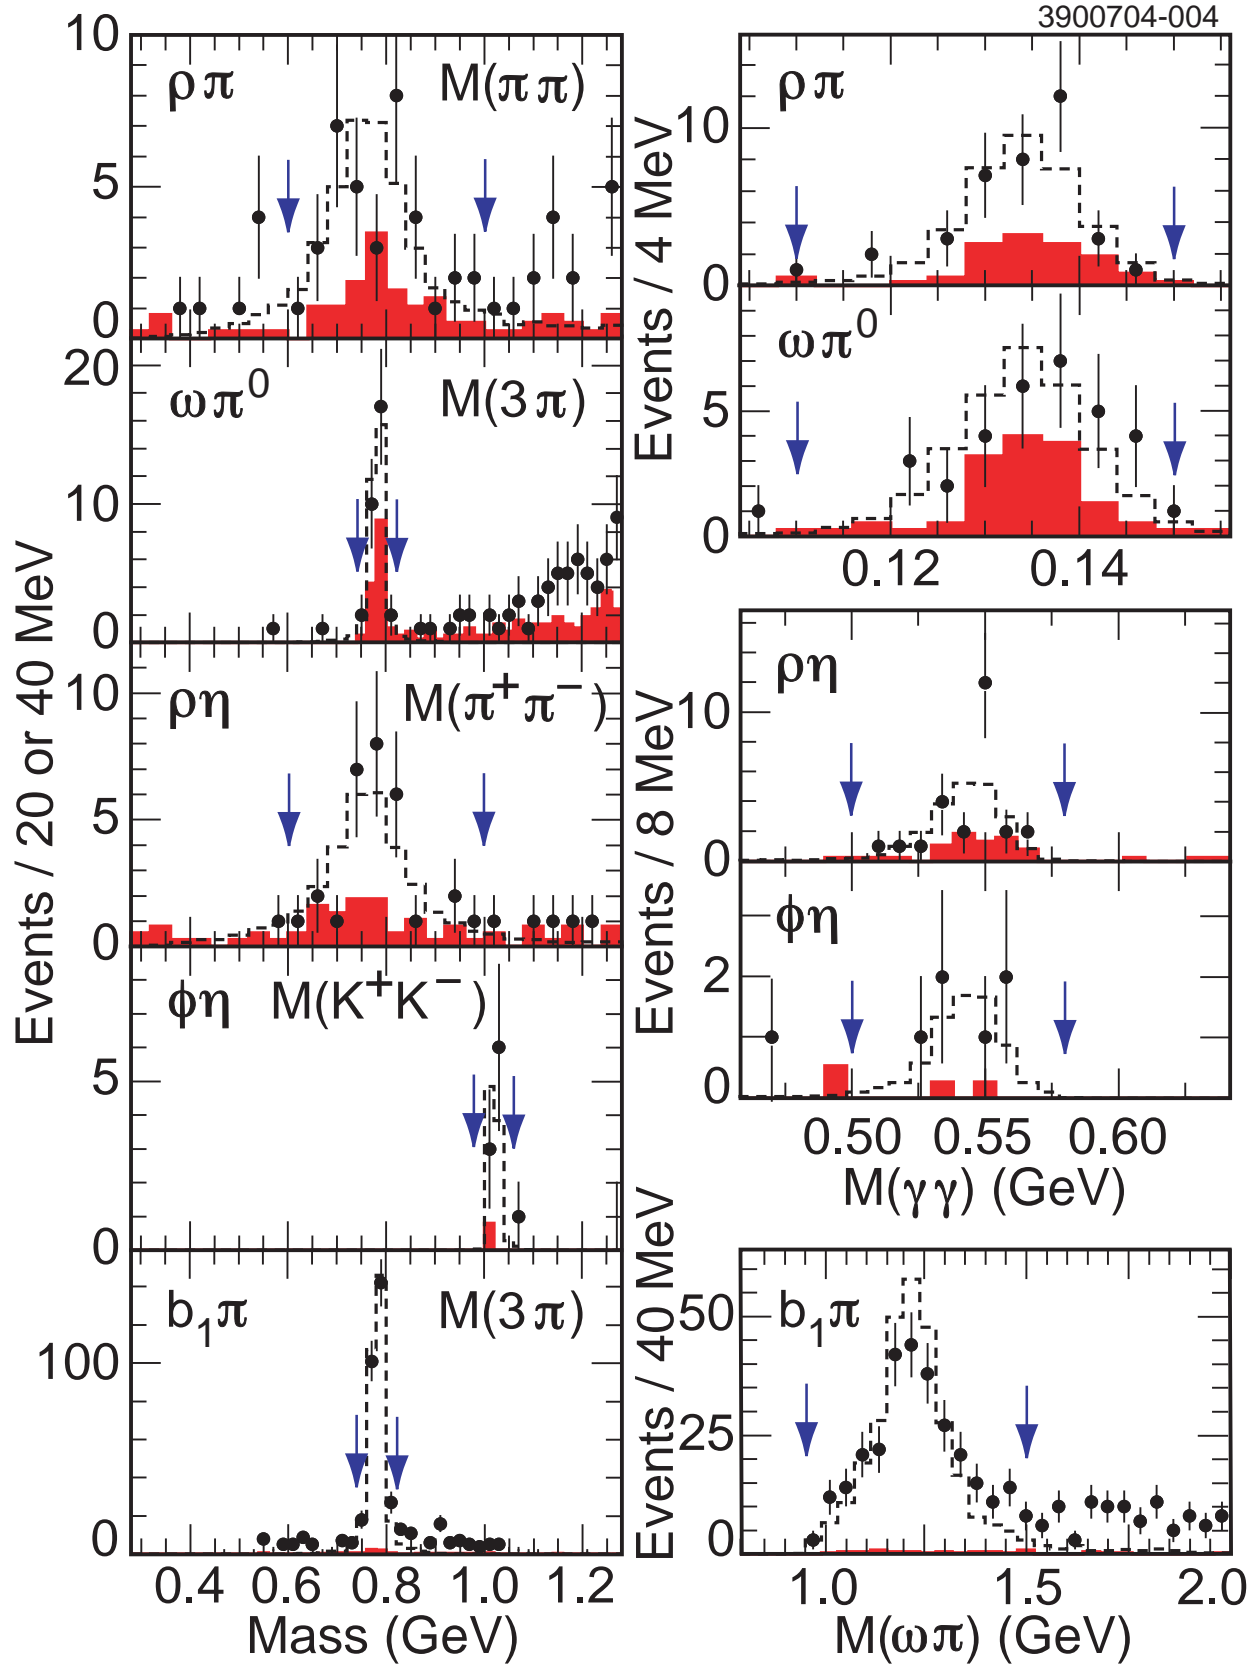 3900704-004
Events / 20 or 40 MeV
10
5
0
ρπ
M(ππ)
20
10
0
ωπ⁰
M(3π)
10
5
0
ρη
M(π⁺π⁻)
5
0
φη
M(K⁺K⁻)
100
0
b₁π
M(3π)
0.4 0.6 0.8 1.0 1.2
Mass (GeV)
Events / 4 MeV
10
0
ρπ
5
0
ωπ⁰
0.12 0.14
Events / 8 MeV
10
0
ρη
2
0
φη
0.50 0.55 0.60
M(γγ) (GeV)
Events / 40 MeV
50
25
0
b₁π
1.0 1.5 2.0
M(ωπ) (GeV)